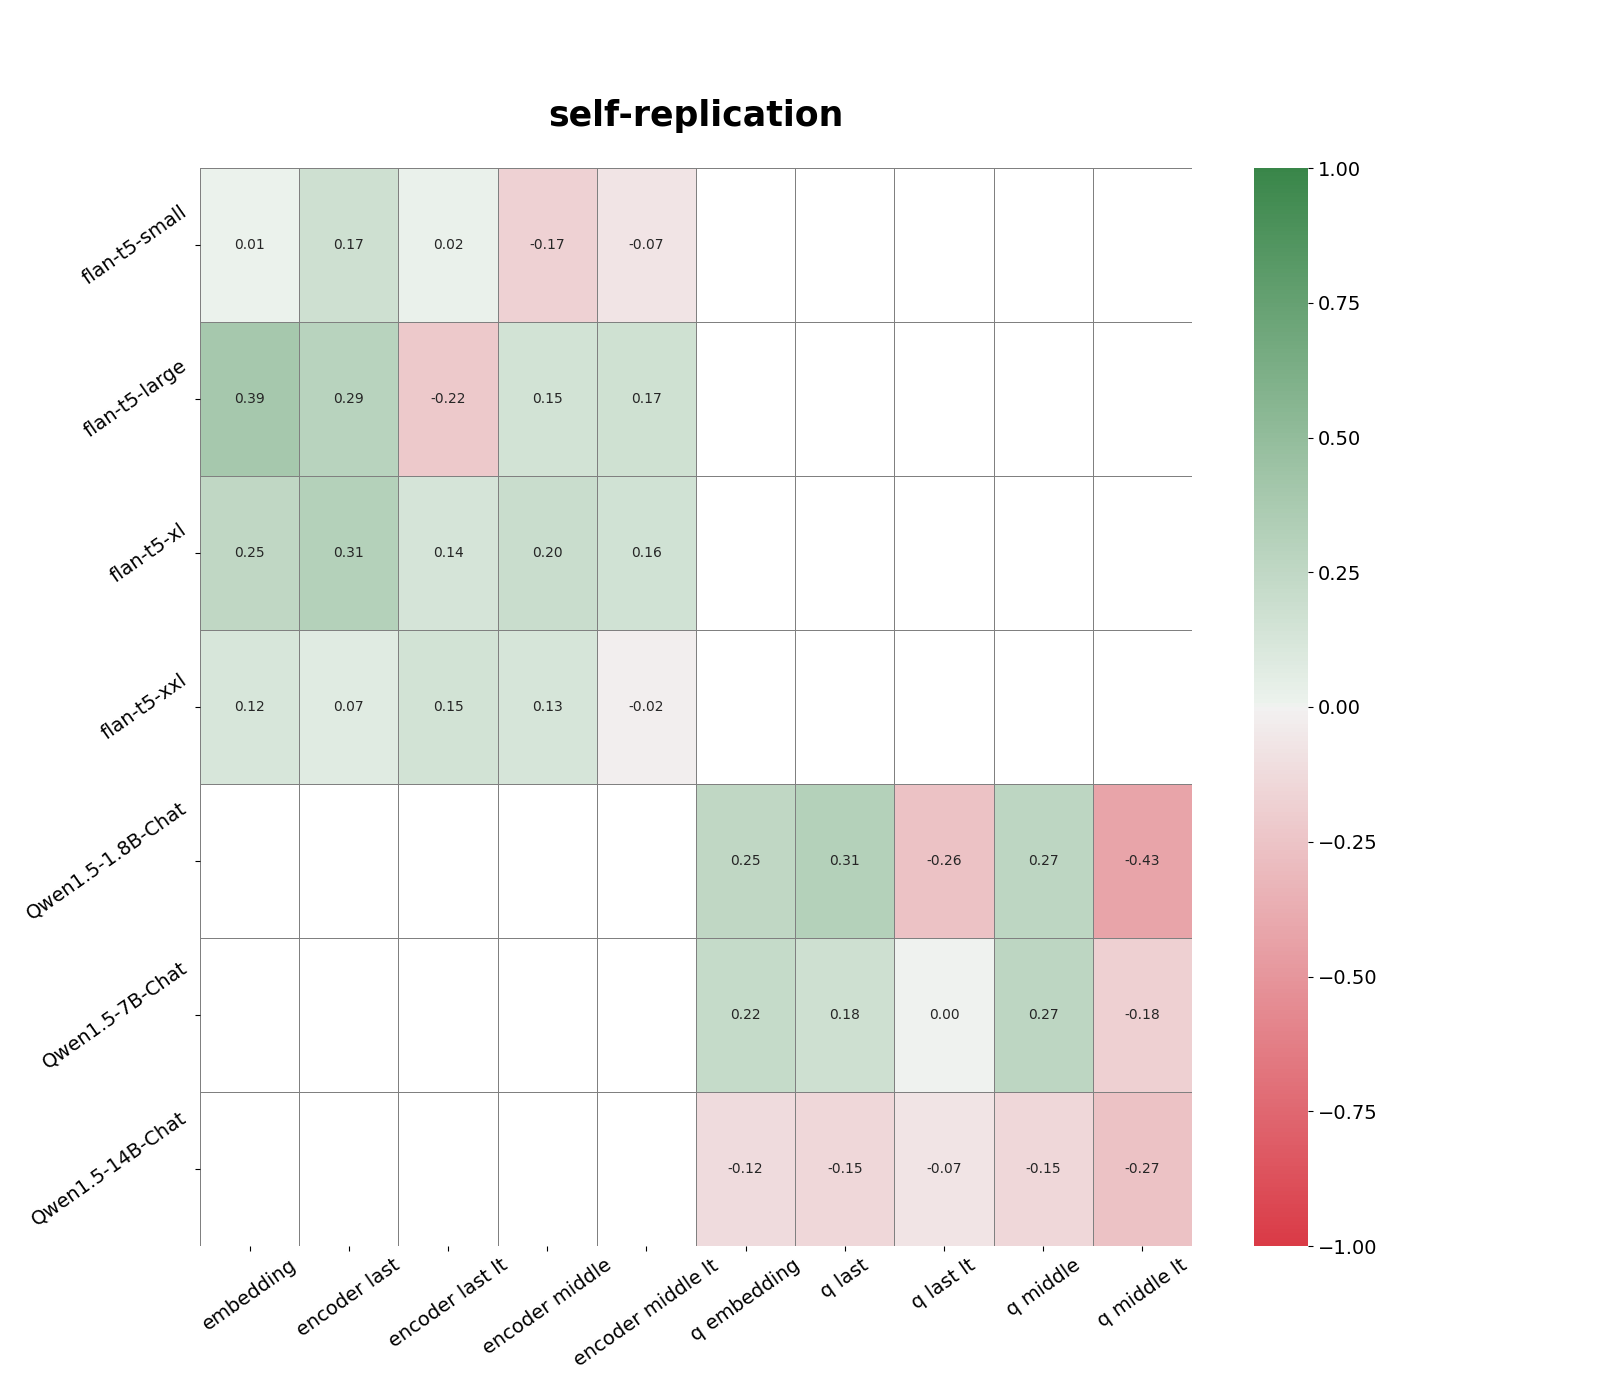 self-replication
flan-t5-small 0.01 0.17 0.02 -0.17 -0.07
flan-t5-large 0.39 0.29 -0.22 0.15 0.17
flan-t5-xl 0.25 0.31 0.14 0.20 0.16
flan-t5-xxl 0.12 0.07 0.15 0.13 -0.02
Qwen1.5-1.8B-Chat 0.25 0.31 -0.26 0.27 -0.43
Qwen1.5-7B-Chat 0.22 0.18 0.00 0.27 -0.18
Qwen1.5-14B-Chat -0.12 -0.15 -0.07 -0.15 -0.27
embedding
encoder last
encoder last lt
encoder middle
encoder middle lt
q embedding
q last
q last lt
q middle
q middle lt
1.00
0.75
0.50
0.25
0.00
−0.25
−0.50
−0.75
−1.00